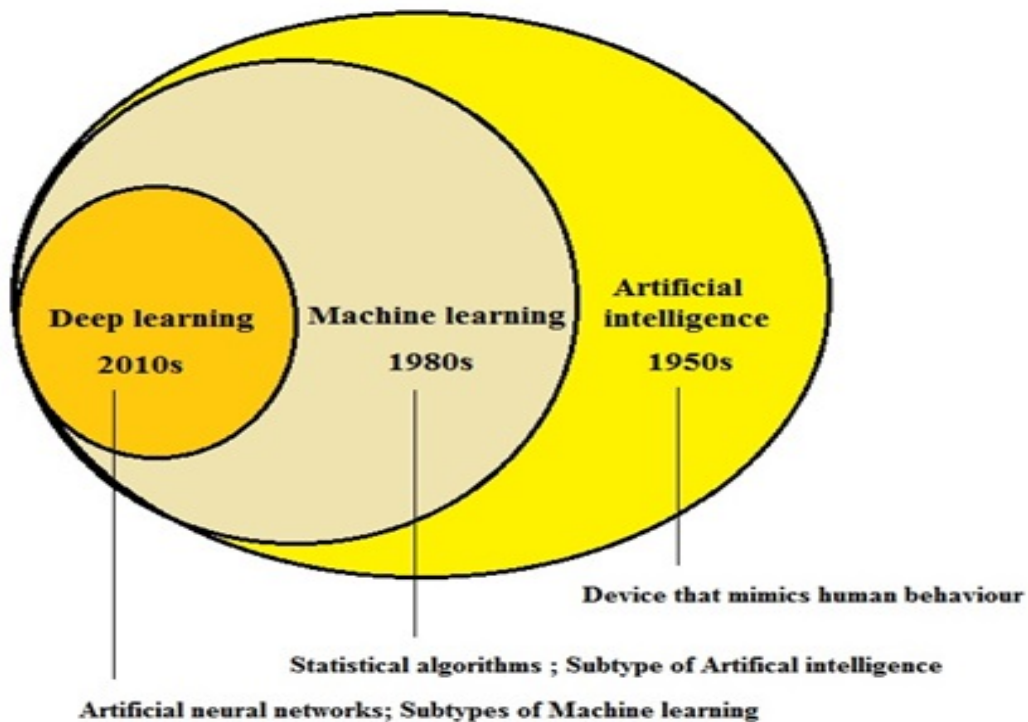 Deep learning
2010s
Machine learning
1980s
Artificial
intelligence
1950s
Device that mimics human behaviour
Statistical algorithms ; Subtype of Artifical intelligence
Artificial neural networks; Subtypes of Machine learning